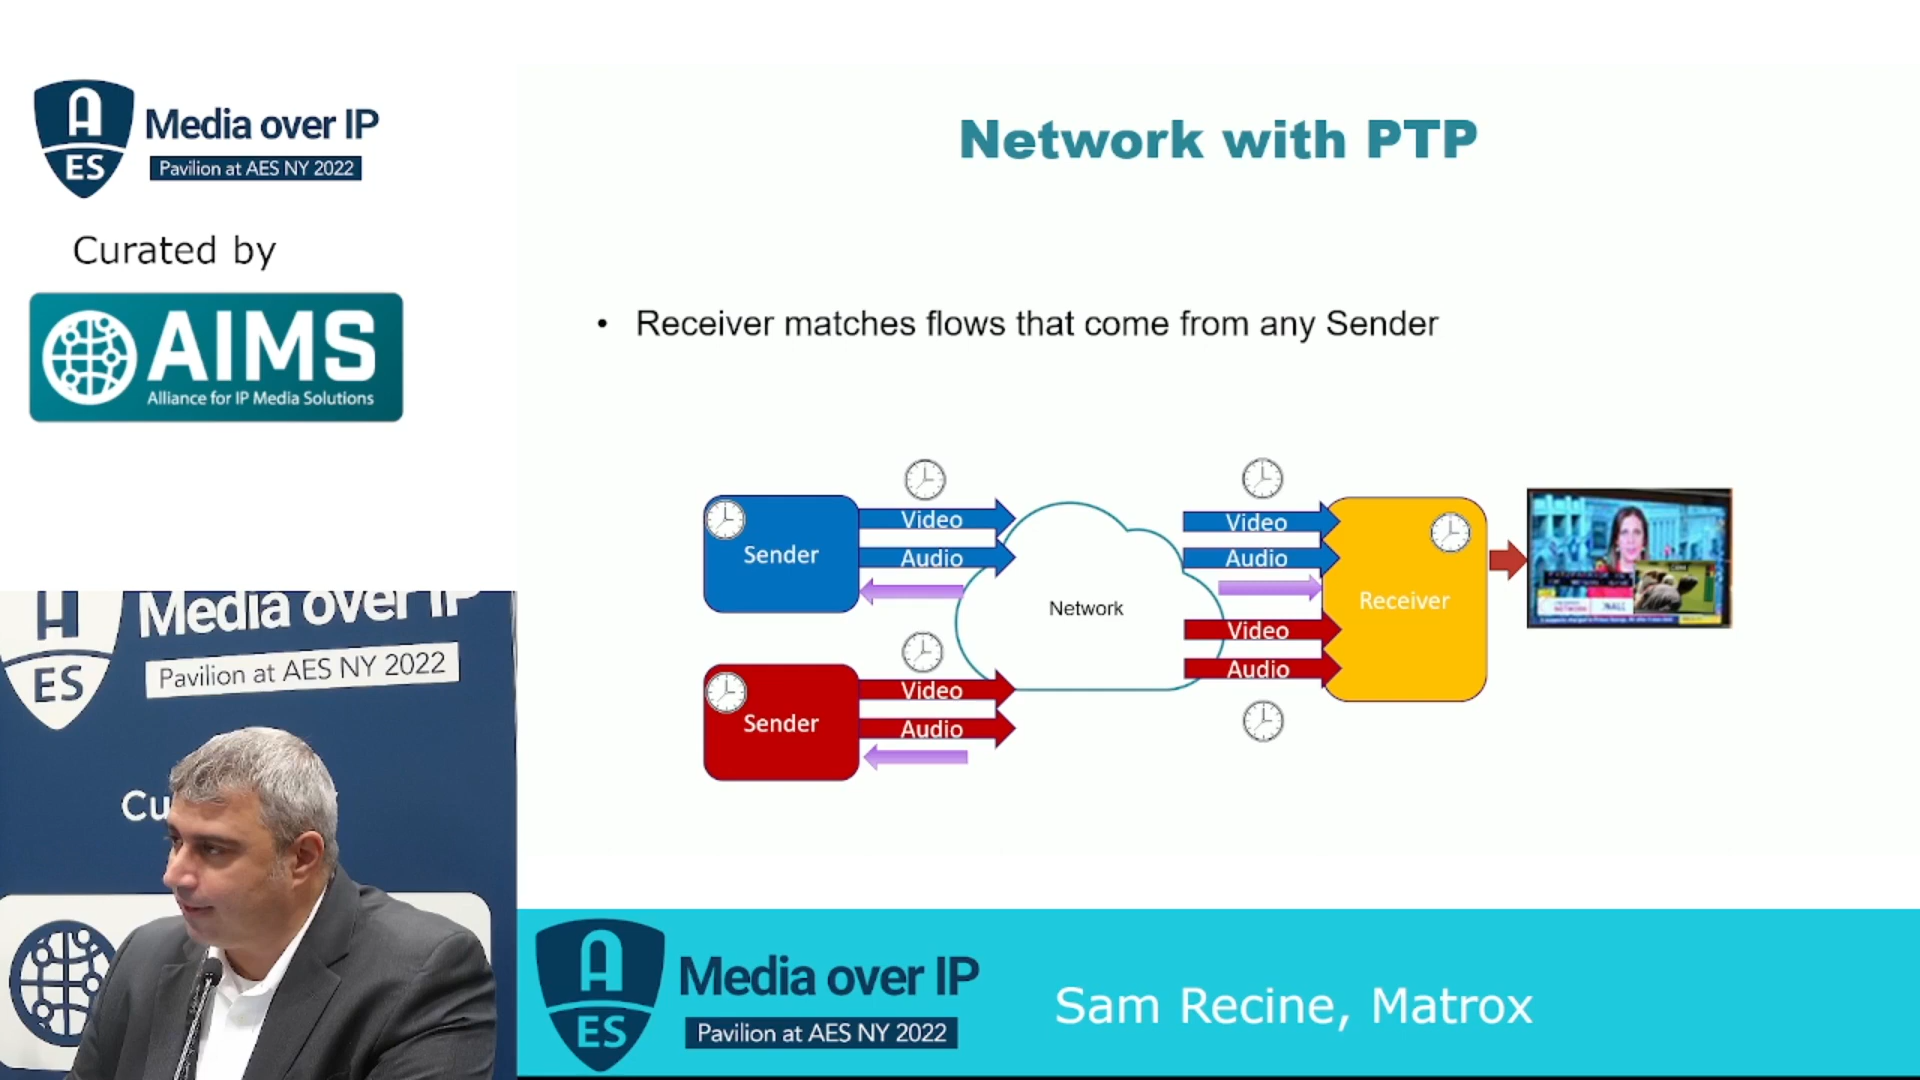 A
ES
Media over IP
Pavilion at AES NY 2022
Curated by
AIMS
Alliance for IP Media Solutions
Network with PTP
• Receiver matches flows that come from any Sender
Sender
Video
Audio
Sender
Video
Audio
Network
Video
Audio
Video
Audio
Receiver
A
ES
Media over IP
Pavilion at AES NY 2022
Cu
A
ES
Media over IP
Pavilion at AES NY 2022
Sam Recine, Matrox